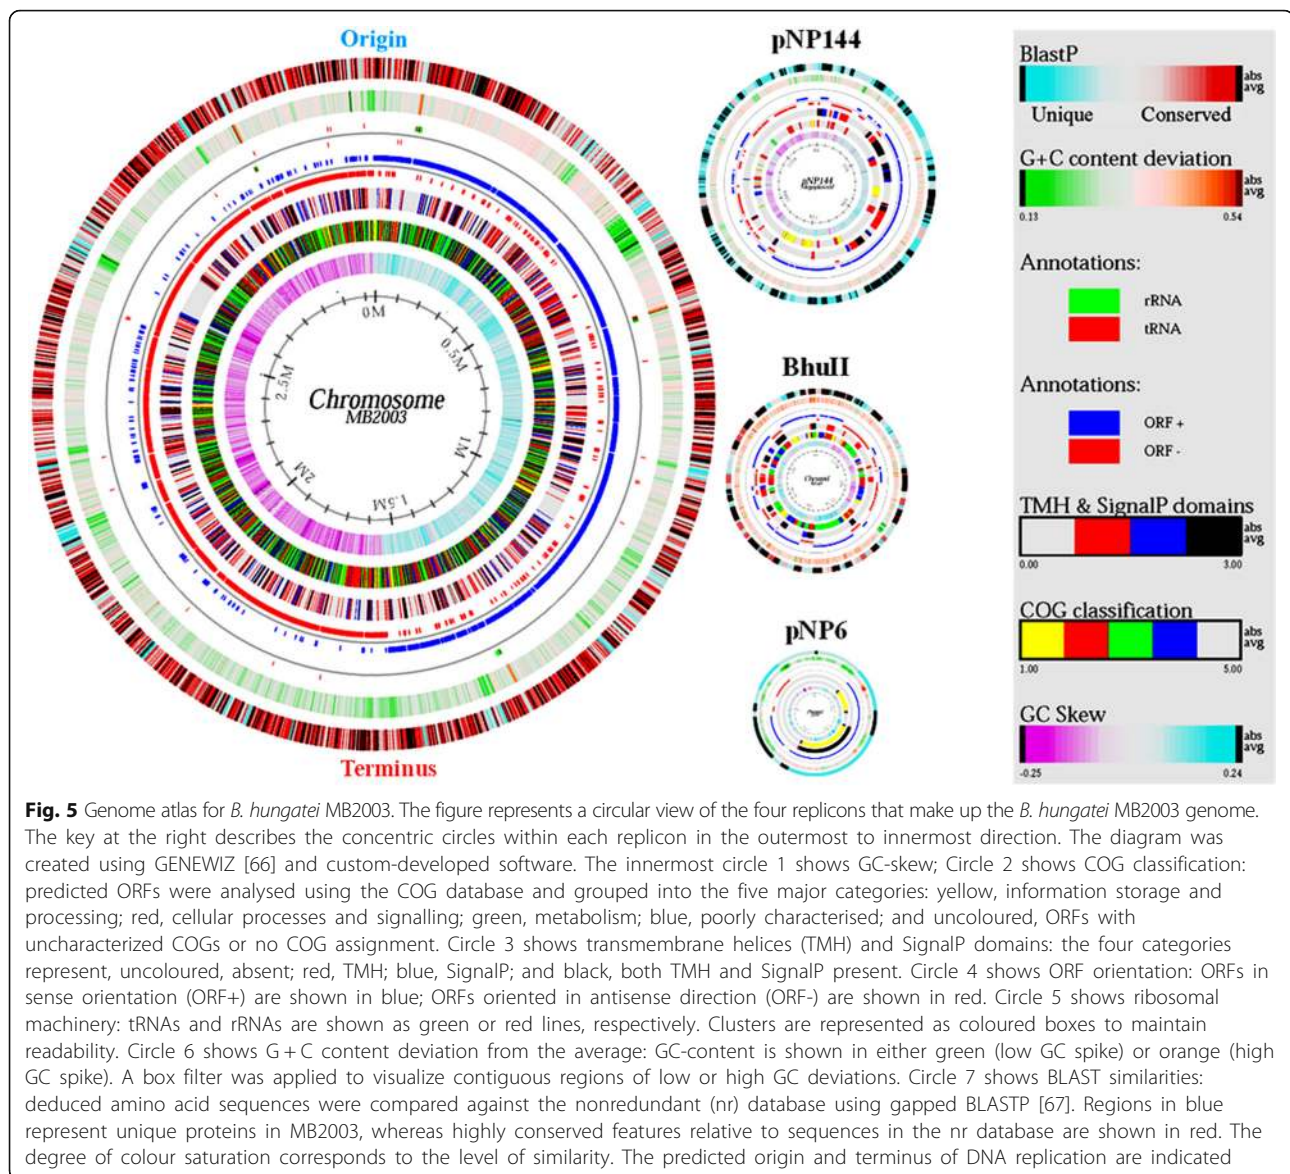 Origin
Terminus
Chromosome
MB2003
0M
0.5M
1M
1.5M
2M
2.5M
pNP144
pNP144
BhuII
pNP6
BlastP
abs
avg
Unique Conserved
G+C content deviation
abs
avg
0.13 0.54
Annotations:
rRNA
tRNA
Annotations:
ORF +
ORF -
TMH & SignalP domains
abs
avg
0.00 3.00
COG classification
abs
avg
1.00 5.00
GC Skew
abs
avg
-0.25 0.24
Fig. 5 Genome atlas for B. hungatei MB2003. The figure represents a circular view of the four replicons that make up the B. hungatei MB2003 genome.
The key at the right describes the concentric circles within each replicon in the outermost to innermost direction. The diagram was
created using GENEWIZ [66] and custom-developed software. The innermost circle 1 shows GC-skew; Circle 2 shows COG classification:
predicted ORFs were analysed using the COG database and grouped into the five major categories: yellow, information storage and
processing; red, cellular processes and signalling; green, metabolism; blue, poorly characterised; and uncoloured, ORFs with
uncharacterized COGs or no COG assignment. Circle 3 shows transmembrane helices (TMH) and SignalP domains: the four categories
represent, uncoloured, absent; red, TMH; blue, SignalP; and black, both TMH and SignalP present. Circle 4 shows ORF orientation: ORFs in
sense orientation (ORF+) are shown in blue; ORFs oriented in antisense direction (ORF-) are shown in red. Circle 5 shows ribosomal
machinery: tRNAs and rRNAs are shown as green or red lines, respectively. Clusters are represented as coloured boxes to maintain
readability. Circle 6 shows G + C content deviation from the average: GC-content is shown in either green (low GC spike) or orange (high
GC spike). A box filter was applied to visualize contiguous regions of low or high GC deviations. Circle 7 shows BLAST similarities:
deduced amino acid sequences were compared against the nonredundant (nr) database using gapped BLASTP [67]. Regions in blue
represent unique proteins in MB2003, whereas highly conserved features relative to sequences in the nr database are shown in red. The
degree of colour saturation corresponds to the level of similarity. The predicted origin and terminus of DNA replication are indicated